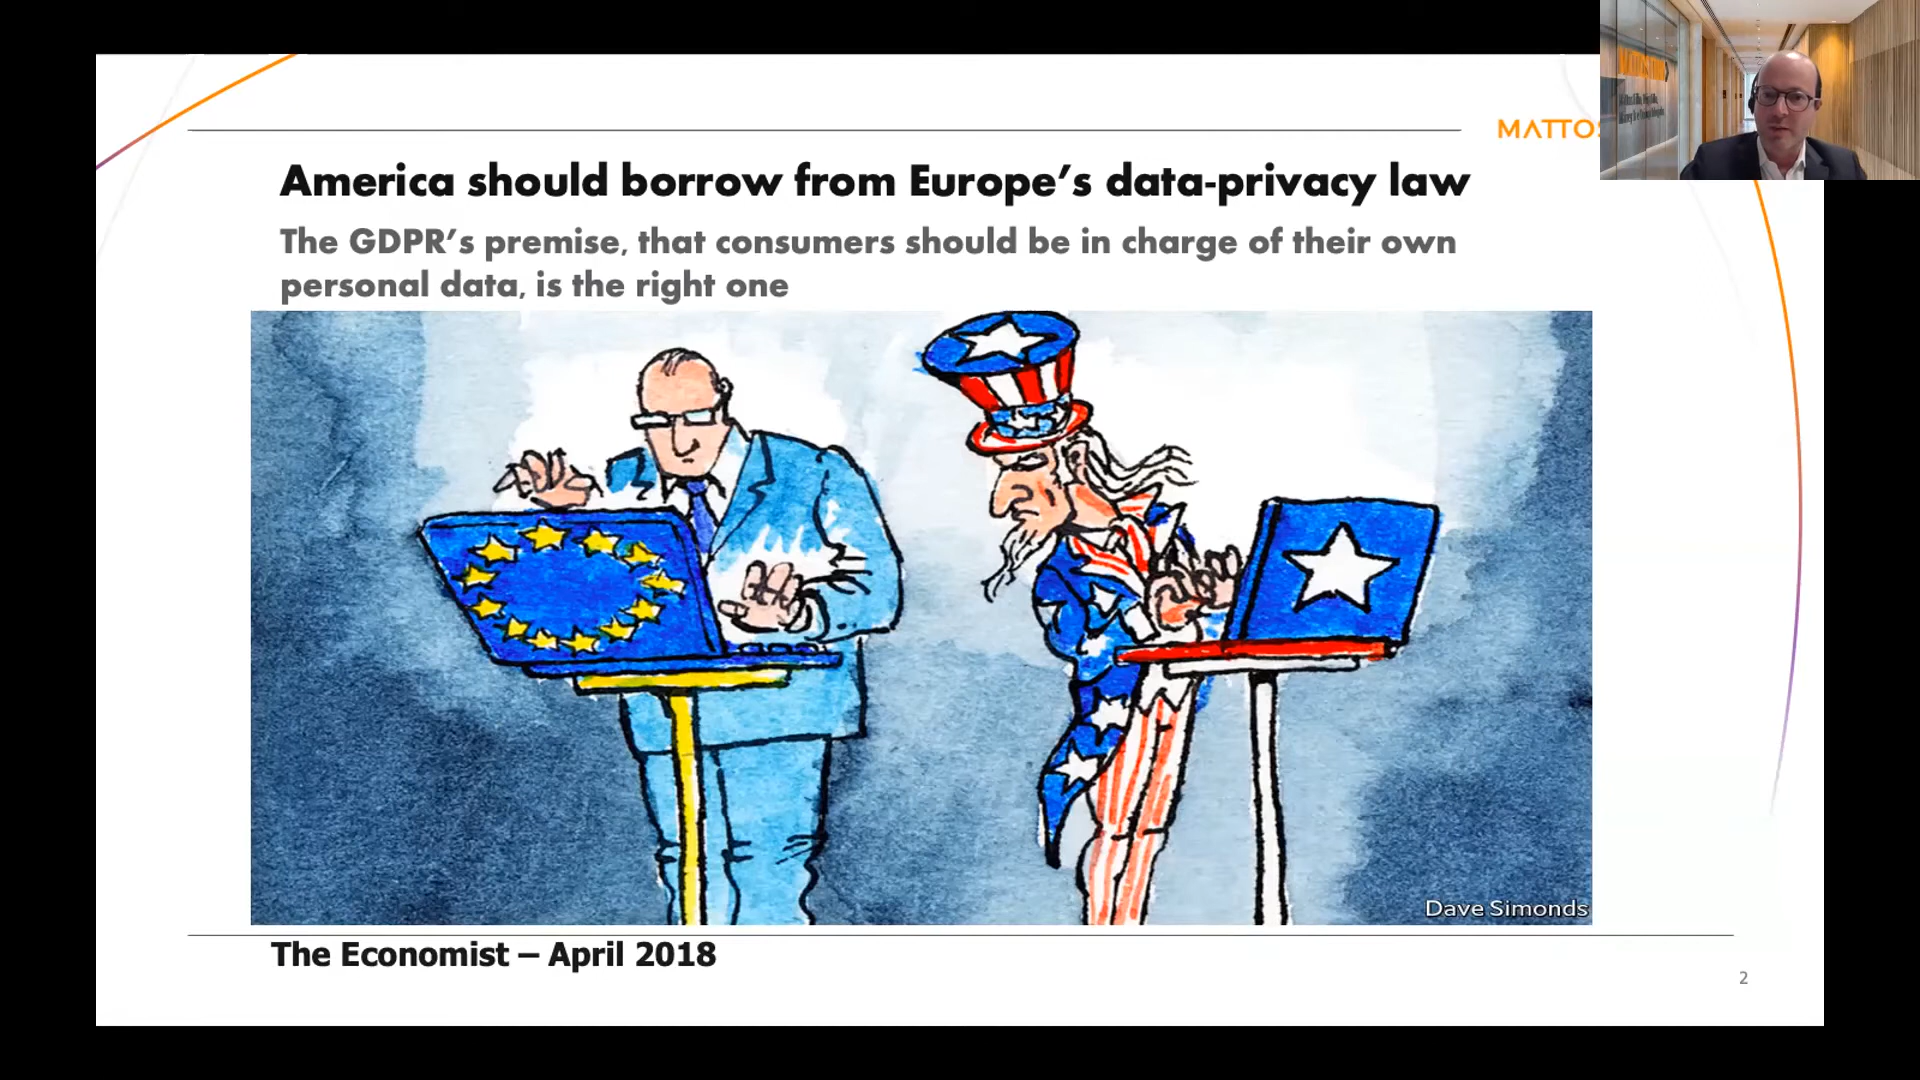 MATTOS
America should borrow from Europe's data-privacy law
The GDPR's premise, that consumers should be in charge of their own
personal data, is the right one
Dave Simonds
The Economist – April 2018
2